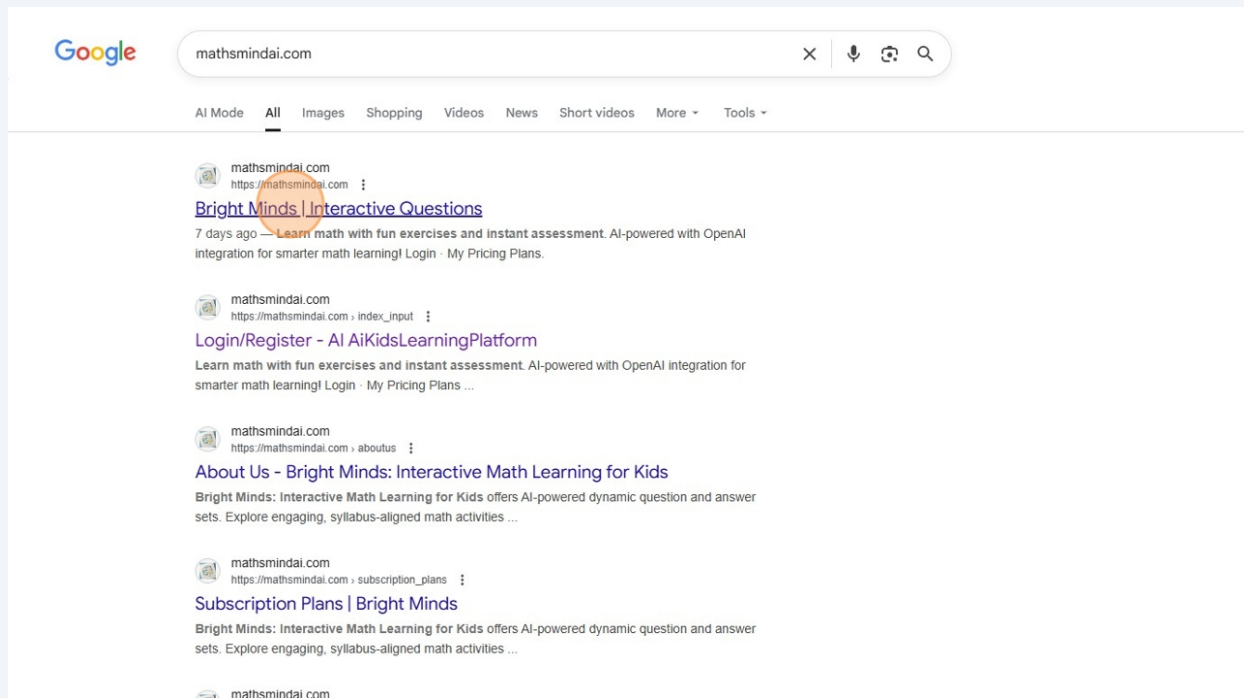 Google
mathsmindai.com
AI Mode All Images Shopping Videos News Short videos More Tools
mathsmindai.com
https://mathsmindai.com
Bright Minds | Interactive Questions
7 days ago — Learn math with fun exercises and instant assessment. AI-powered with OpenAI
integration for smarter math learning! Login · My Pricing Plans.
mathsmindai.com
https://mathsmindai.com › index_input
Login/Register - AI AiKidsLearningPlatform
Learn math with fun exercises and instant assessment. AI-powered with OpenAI integration for
smarter math learning! Login · My Pricing Plans ...
mathsmindai.com
https://mathsmindai.com › aboutus
About Us - Bright Minds: Interactive Math Learning for Kids
Bright Minds: Interactive Math Learning for Kids offers AI-powered dynamic question and answer
sets. Explore engaging, syllabus-aligned math activities ...
mathsmindai.com
https://mathsmindai.com › subscription_plans
Subscription Plans | Bright Minds
Bright Minds: Interactive Math Learning for Kids offers AI-powered dynamic question and answer
sets. Explore engaging, syllabus-aligned math activities ...
mathsmindai.com